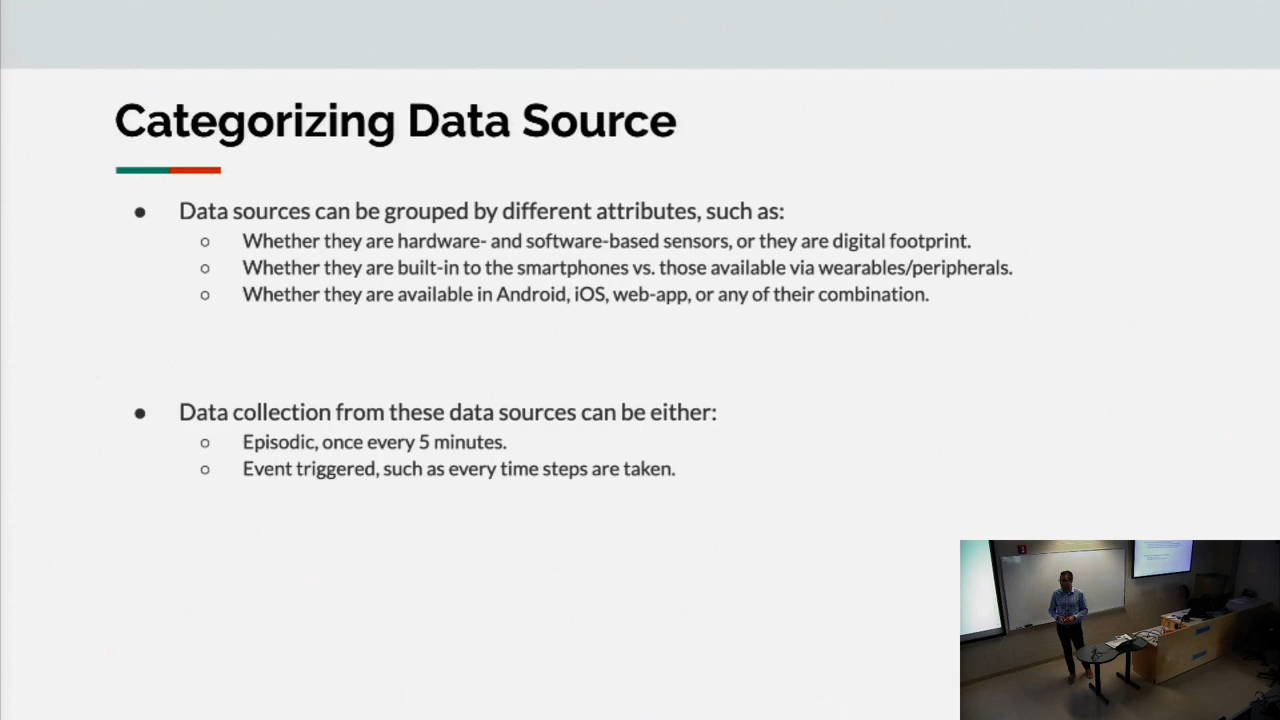 Categorizing Data Source
● Data sources can be grouped by different attributes, such as:
○ Whether they are hardware- and software-based sensors, or they are digital footprint.
○ Whether they are built-in to the smartphones vs. those available via wearables/peripherals.
○ Whether they are available in Android, iOS, web-app, or any of their combination.
● Data collection from these data sources can be either:
○ Episodic, once every 5 minutes.
○ Event triggered, such as every time steps are taken.